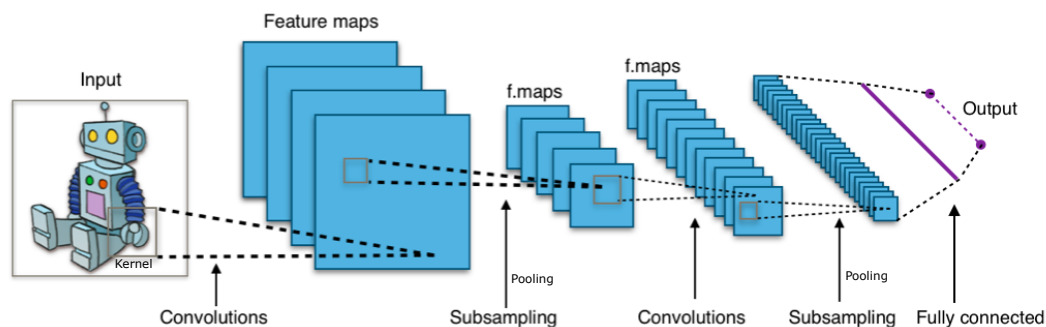 Feature maps
Input
f.maps
f.maps
Output
Kernel
Pooling
Pooling
Convolutions
Subsampling
Convolutions
Subsampling
Fully connected